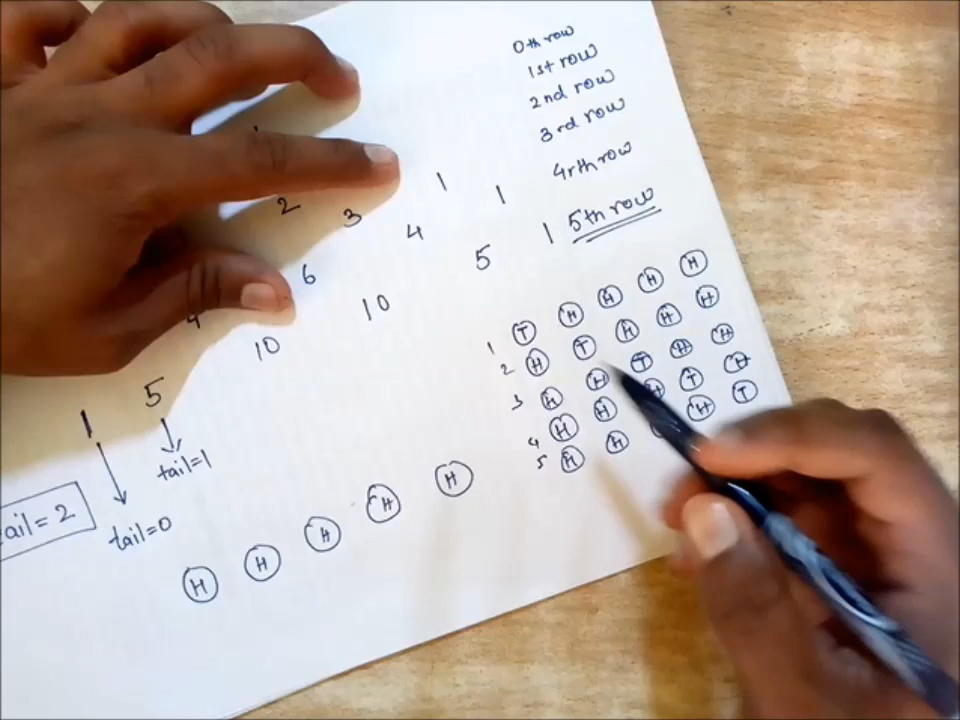 0th row
1st row
2nd row
3rd row
4rth row
5th row
1
2 3 4 1
6 10 5 1
4 10
1 5
tail=1
tail=0
ail=2
H H H H H
1 T H H H H
2 H T H H H
3 H H T H H
4 H H H T H
5 H H H T